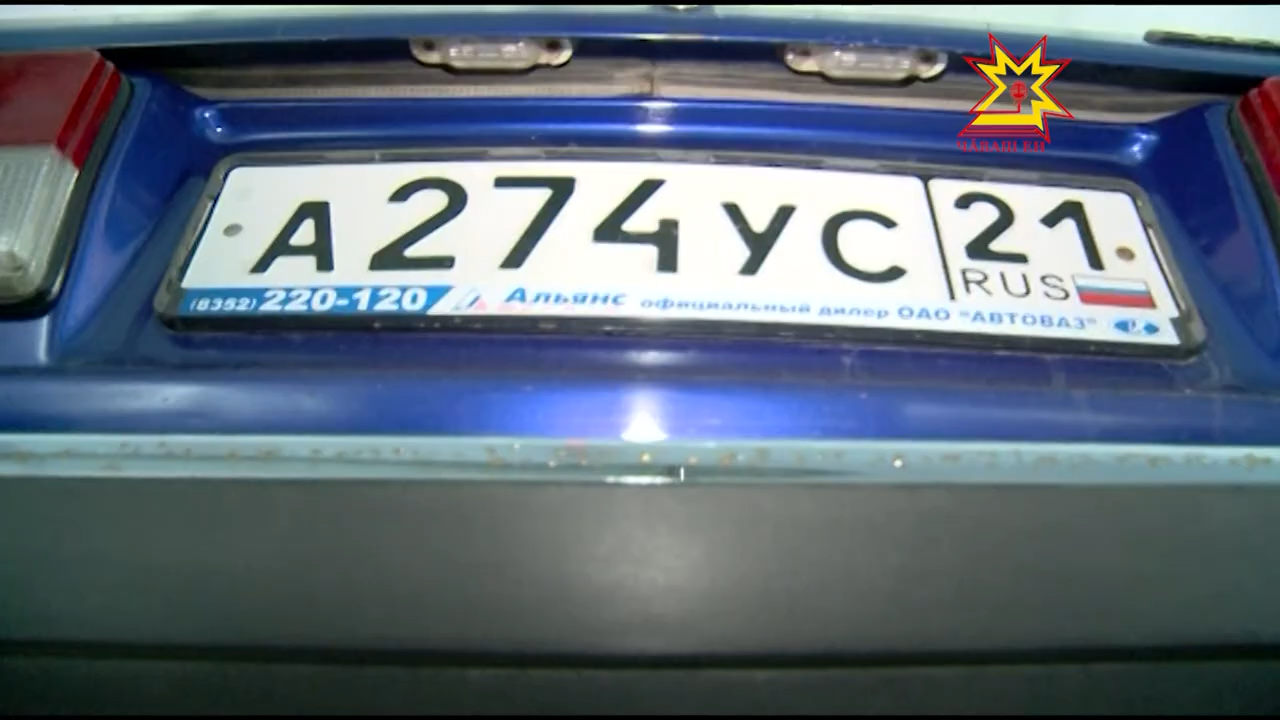 А274УС 21
RUS
(8352) 220-120 Альянс официальный дилер ОАО "АВТОВАЗ"